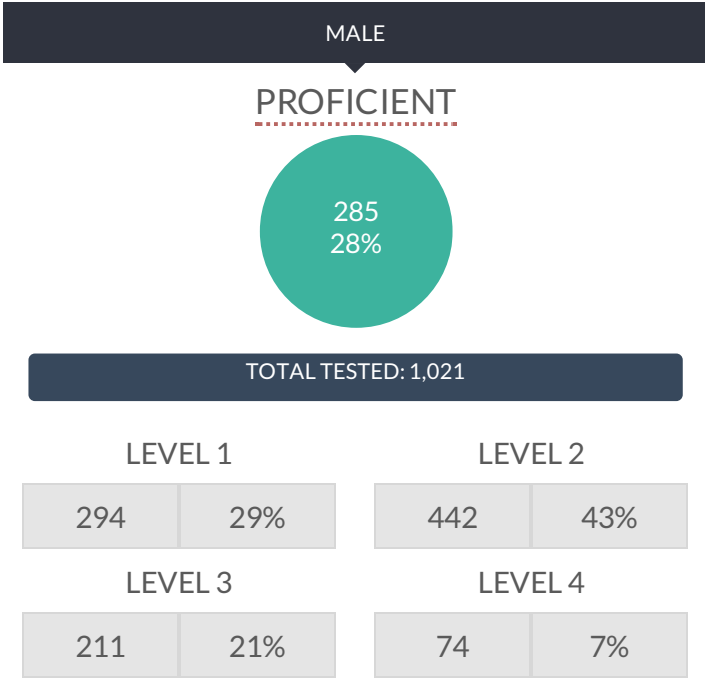 MALE
PROFICIENT
285
28%
TOTAL TESTED: 1,021
LEVEL 1
294 29%
LEVEL 2
442 43%
LEVEL 3
211 21%
LEVEL 4
74 7%